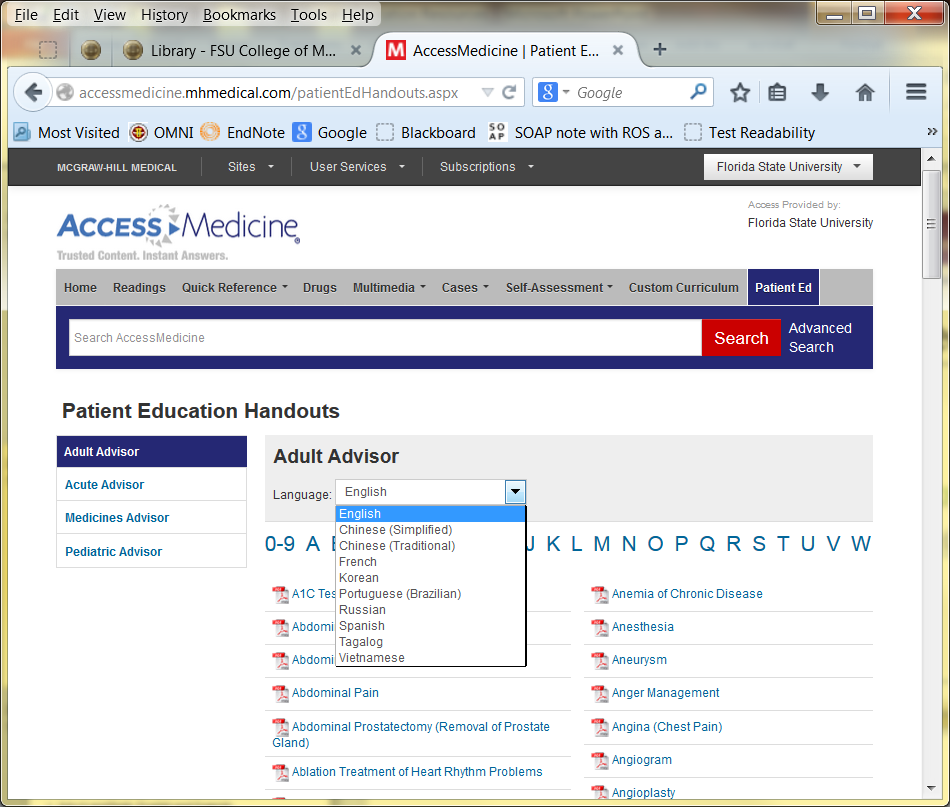 File Edit View History Bookmarks Tools Help
Library - FSU College of M... AccessMedicine | Patient E...
accessmedicine.mhmedical.com/patientEdHandouts.aspx Google
Most Visited OMNI EndNote Google Blackboard SOAP note with ROS a... Test Readability
MCGRAW-HILL MEDICAL Sites User Services Subscriptions Florida State University
Access Provided by:
Florida State University
ACCESS Medicine
Trusted Content. Instant Answers.
Home Readings Quick Reference Drugs Multimedia Cases Self-Assessment Custom Curriculum Patient Ed
Search AccessMedicine Search Advanced Search
Patient Education Handouts
Adult Advisor
Acute Advisor
Medicines Advisor
Pediatric Advisor
Adult Advisor
Language: English
English
Chinese (Simplified)
Chinese (Traditional)
French
Korean
Portuguese (Brazilian)
Russian
Spanish
Tagalog
Vietnamese
0-9 A J K L M N O P Q R S T U V W
A1C
Abdominal Pain
Abdominal Prostatectomy (Removal of Prostate
Gland)
Ablation Treatment of Heart Rhythm Problems
Anemia of Chronic Disease
Anesthesia
Aneurysm
Anger Management
Angina (Chest Pain)
Angiogram
Angioplasty